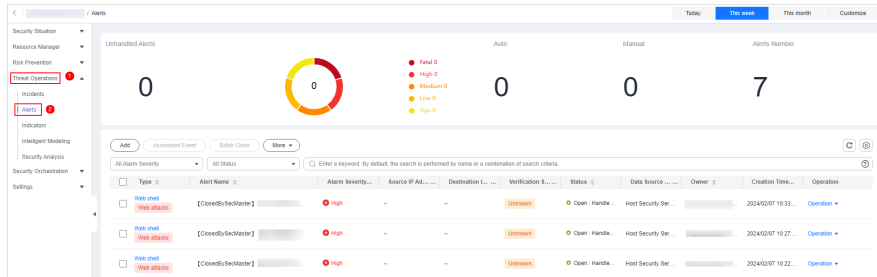 / Alerts
Today This week This month Customize
Security Situation
Resource Manager
Risk Prevention
Threat Operations 1
Incidents
Alerts 2
Indicators
Intelligent Modeling
Security Analysis
Security Orchestration
Settings
Unhandled Alerts Auto Manual Alerts Number
0 0 0 0 7
Fatal 0
High 0
Medium 0
Low 0
Tips 0
Add Associated Event Batch Close More
All Alarm Severity All Status Enter a keyword. By default, the search is performed by name or a combination of search criteria.
Type Alert Name Alarm Severity... Source IP Ad... ... Destination I... ... Verification S... ... Status Data Source ... ... Owner Creation Time... Operation
Web shell
Web attacks 【ClosedBySecMaster】 ... High -- -- Unknown Open | Handle... Host Security Ser... ... 2024/02/07 10:33:... Operation
Web shell
Web attacks 【ClosedBySecMaster】 ... High -- -- Unknown Open | Handle... Host Security Ser... ... 2024/02/07 10:27:... Operation
Web shell
Web attacks 【ClosedBySecMaster】 ... High -- -- Unknown Open | Handle... Host Security Ser... ... 2024/02/07 10:22:... Operation